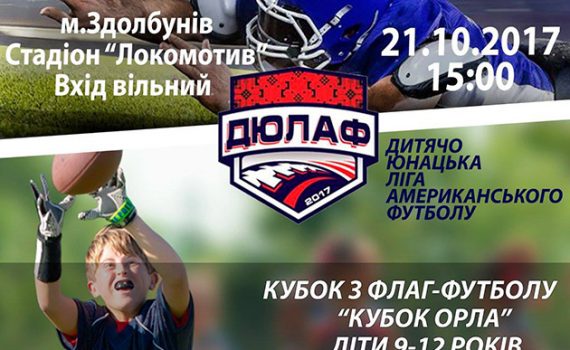 м.Здолбунів
Стадіон "Локомотив"
Вхід вільний
21.10.2017
15:00
ДЮЛАФ
2017
ДИТЯЧО
ЮНАЦЬКА
ЛІГА
АМЕРИКАНСЬКОГО
ФУТБОЛУ
КУБОК З ФЛАГ-ФУТБОЛУ
"КУБОК ОРЛА"
ДІТИ 9-12 РОКІВ